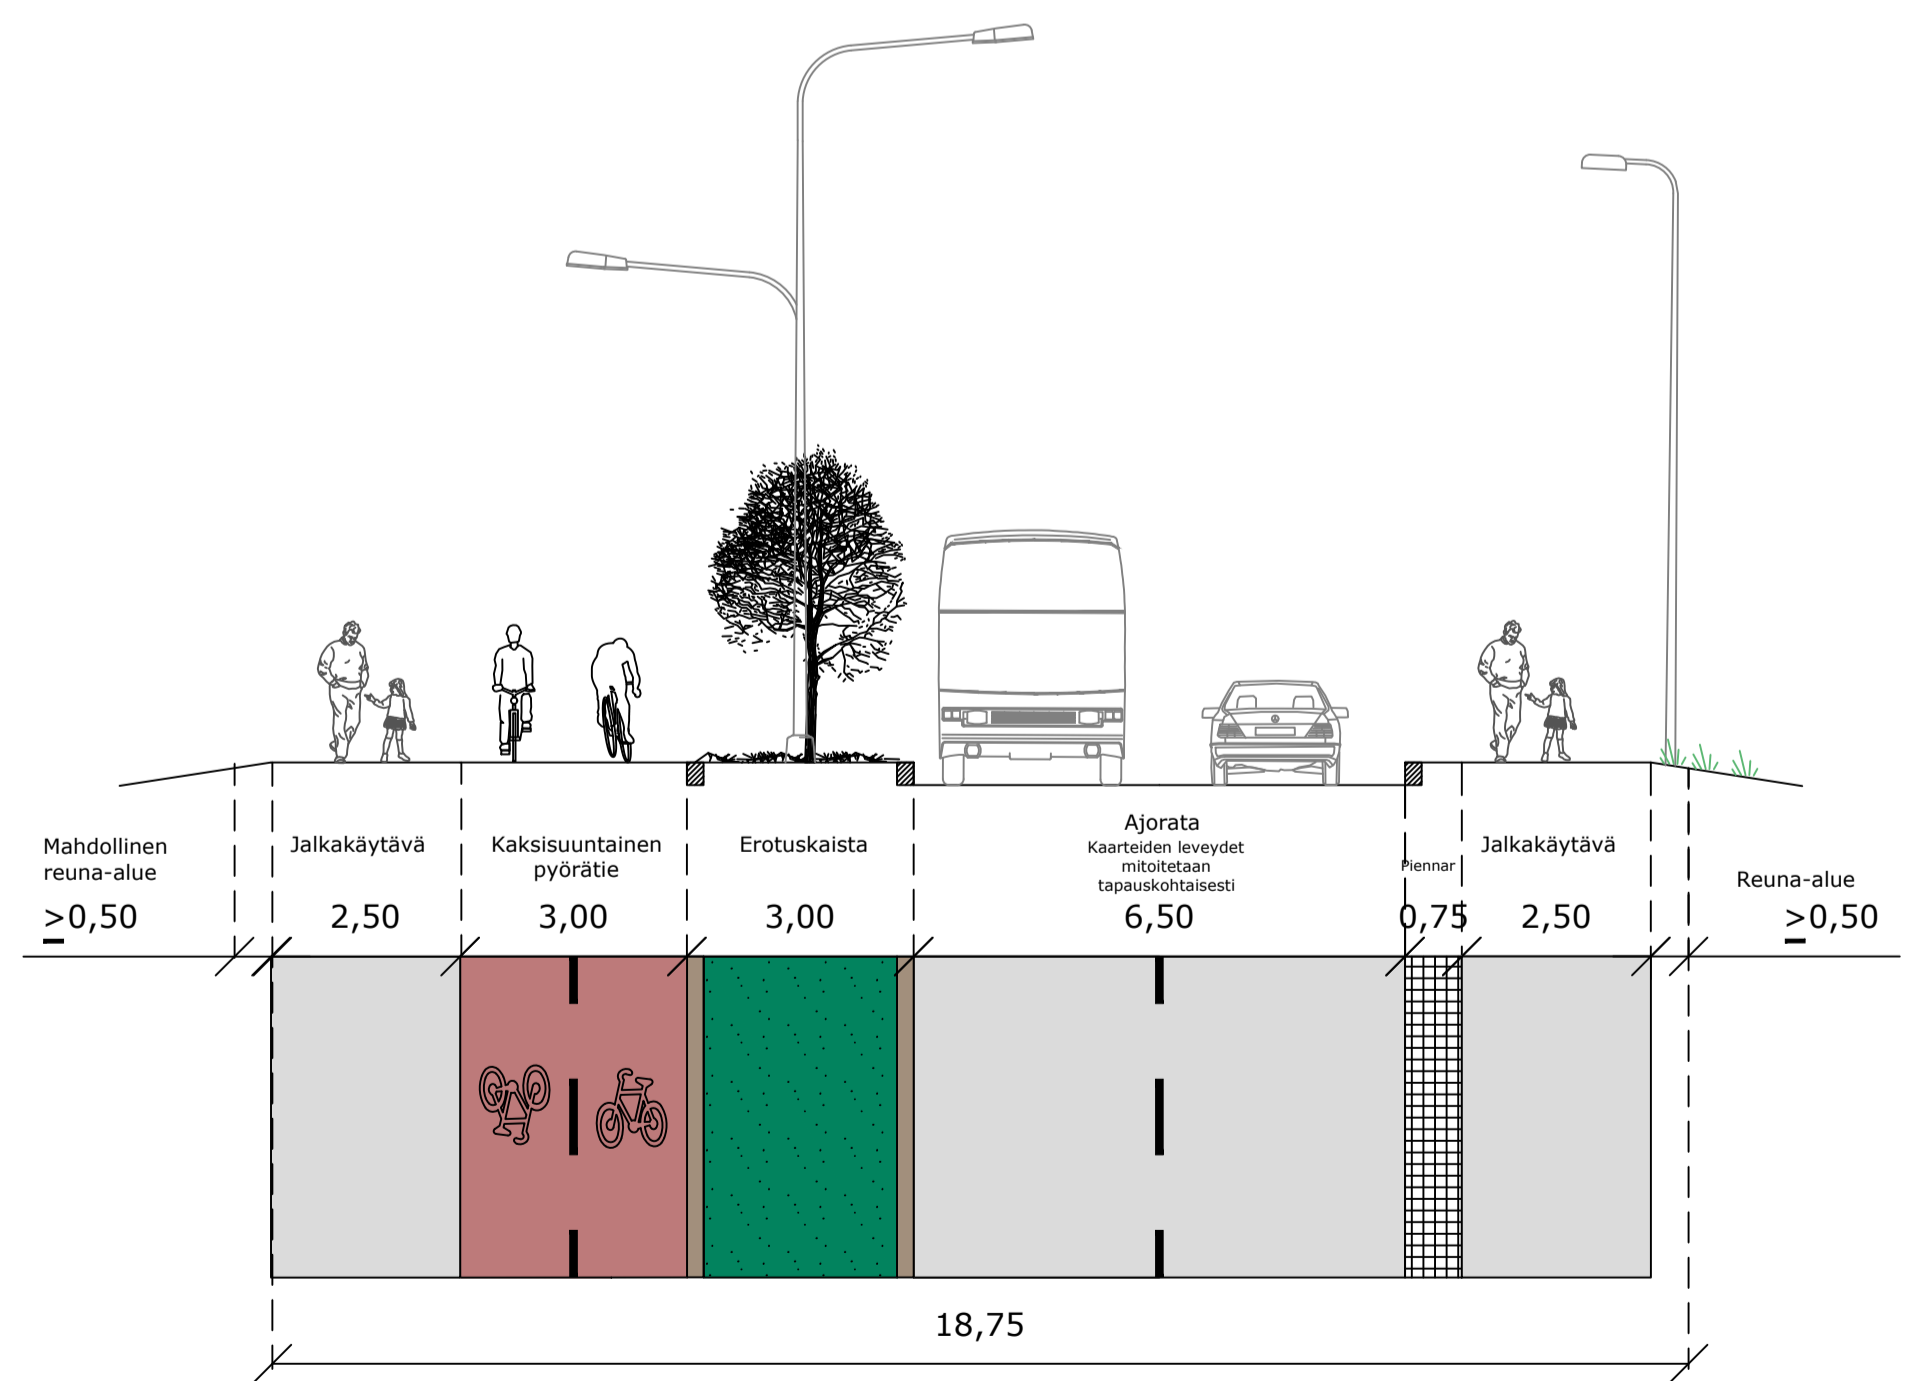 Mahdollinen
reuna-alue
≥0,50
Jalkakäytävä
2,50
Kaksisuuntainen
pyörätie
3,00
Erotuskaista
3,00
Ajorata
Kaarteiden leveydet
mitoitetaan
tapauskohtaisesti
6,50
Piennar
0,75
Jalkakäytävä
2,50
Reuna-alue
≥0,50
18,75